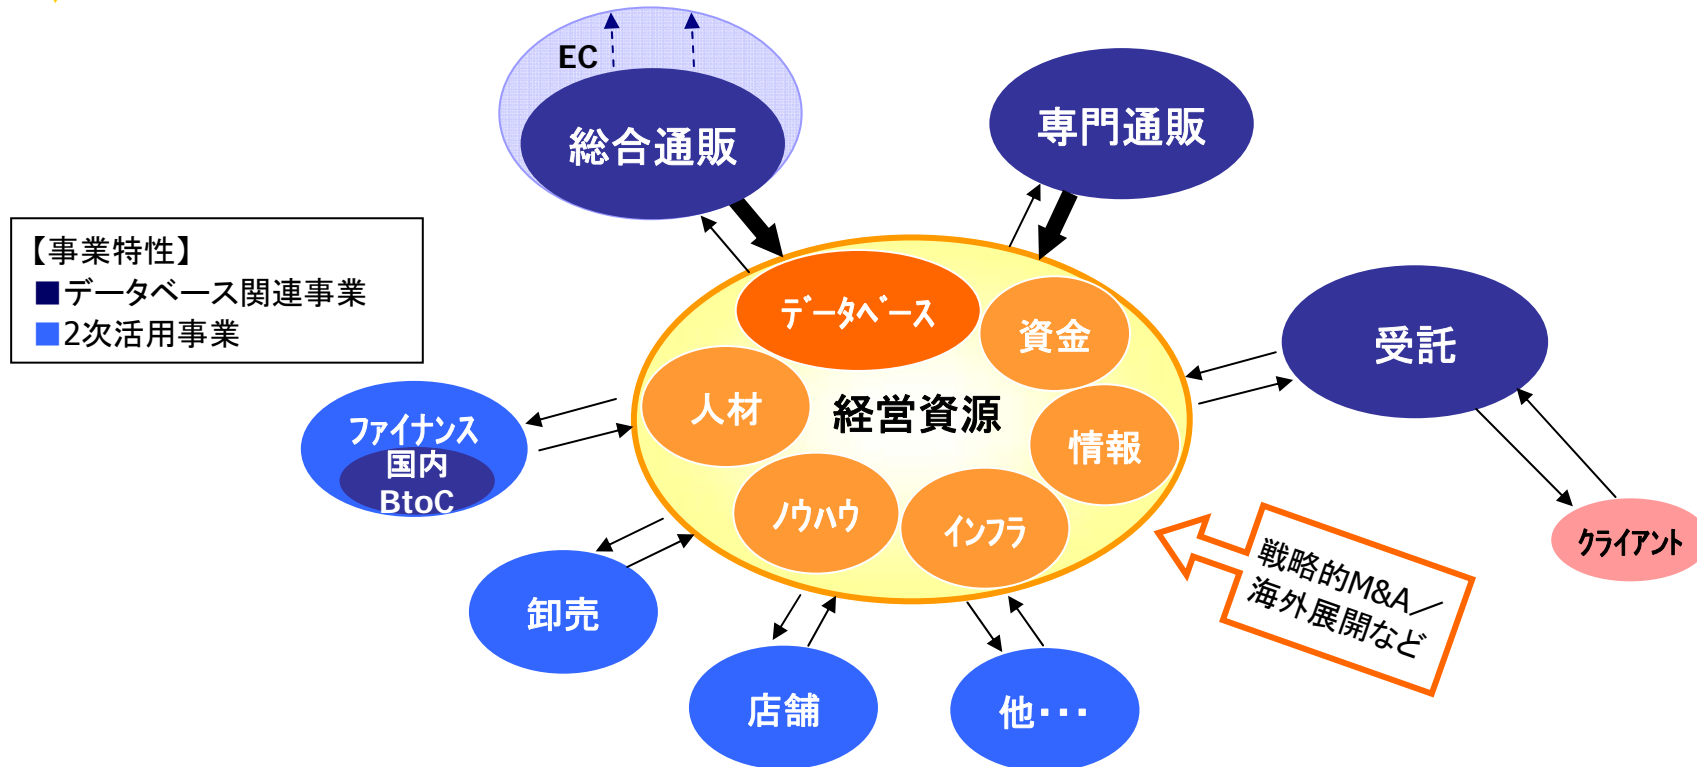 EC
総合通販
専門通販
【事業特性】
■データベース関連事業
■2次活用事業
データベース
資金
受託
人材
経営資源
情報
ファイナンス
国内
BtoC
ノウハウ
インフラ
クライアント
戦略的M&A／
海外展開など
卸売
店舗
他・・・